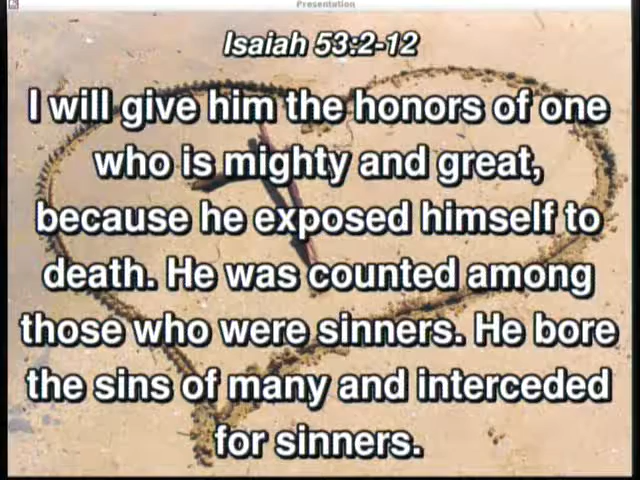 Presentation
Isaiah 53:2-12
I will give him the honors of one
who is mighty and great,
because he exposed himself to
death. He was counted among
those who were sinners. He bore
the sins of many and interceded
for sinners.